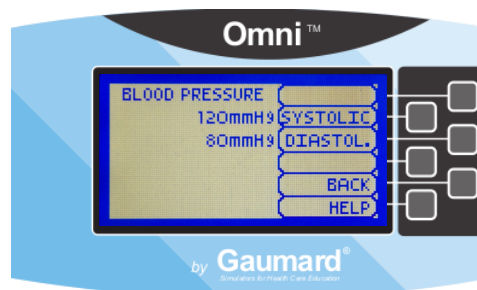 Omni™
BLOOD PRESSURE
120mmHg SYSTOLIC
80mmHg DIASTOL.
BACK
HELP
by Gaumard®
Simulators for Health Care Education